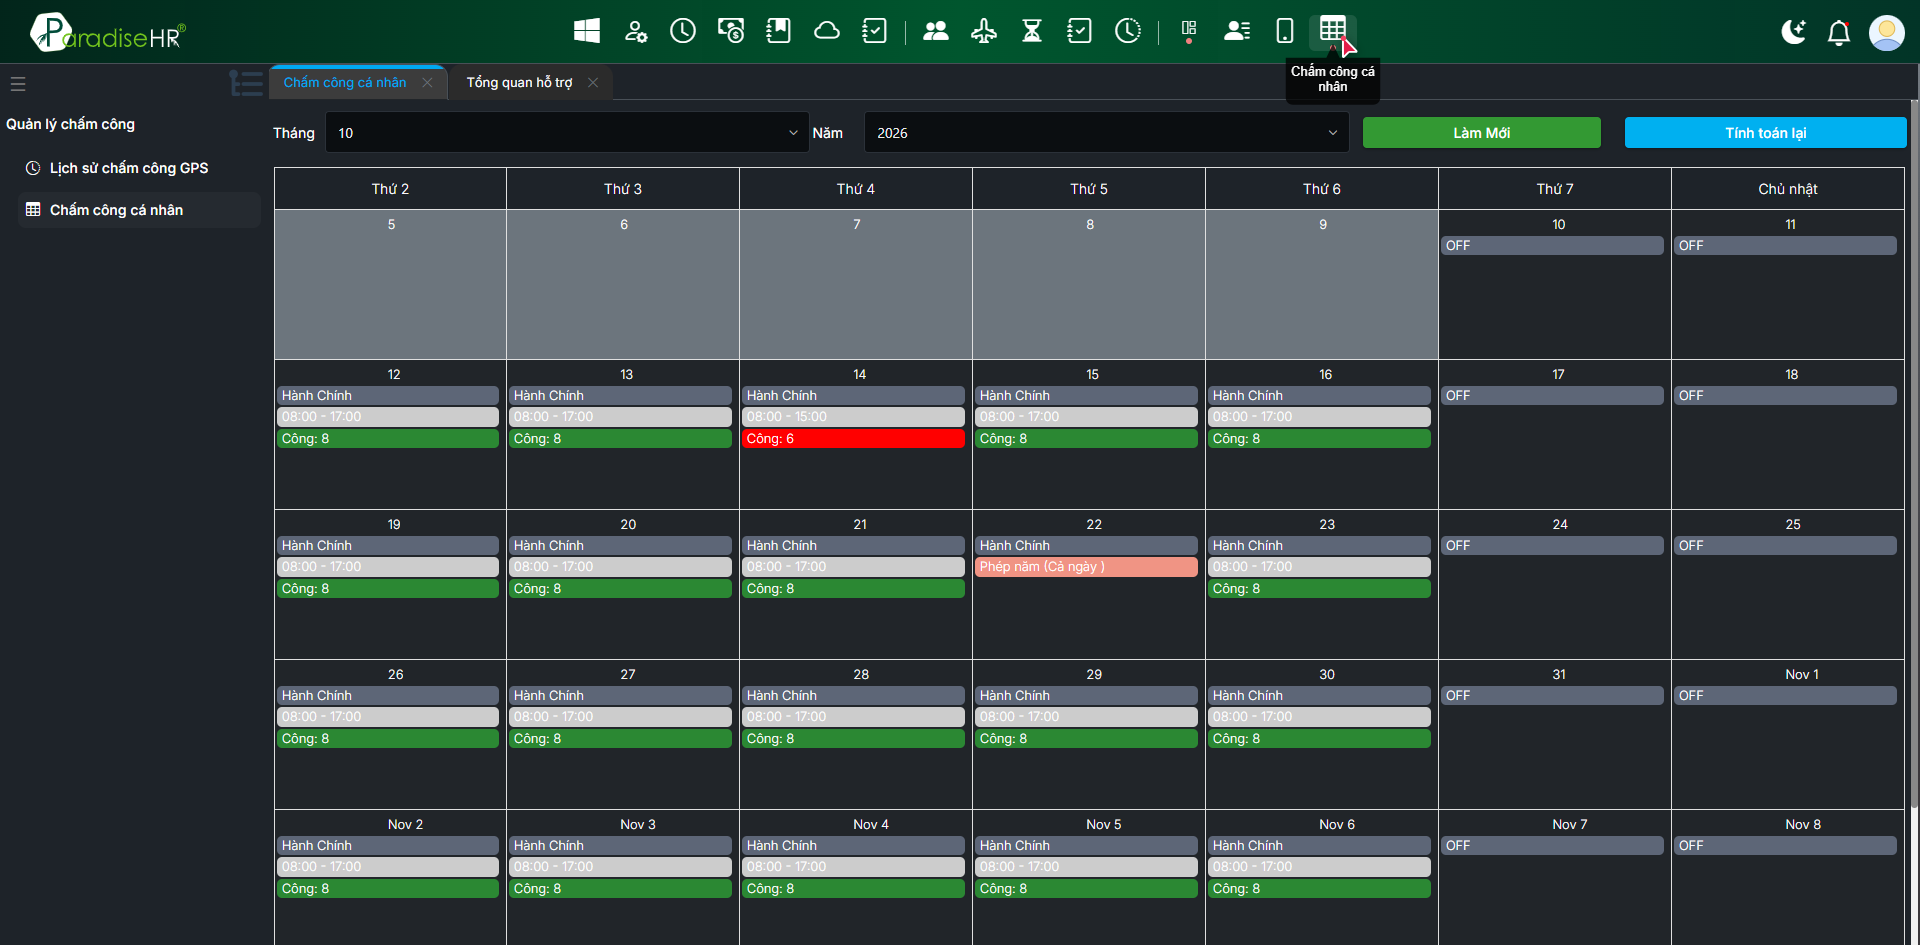 ParadiseHR®
Chấm công cá nhân
Tổng quan hỗ trợ
Chấm công cá
nhân
Quản lý chấm công
Lịch sử chấm công GPS
Chấm công cá nhân
Tháng 10 Năm 2026 Làm Mới Tính toán lại
Thứ 2 Thứ 3 Thứ 4 Thứ 5 Thứ 6 Thứ 7 Chủ nhật
5 6 7 8 9 10 11
OFF OFF
12 13 14 15 16 17 18
Hành Chính Hành Chính Hành Chính Hành Chính Hành Chính OFF OFF
08:00 - 17:00 08:00 - 17:00 08:00 - 15:00 08:00 - 17:00 08:00 - 17:00
Công: 8 Công: 8 Công: 6 Công: 8 Công: 8
19 20 21 22 23 24 25
Hành Chính Hành Chính Hành Chính Hành Chính Hành Chính OFF OFF
08:00 - 17:00 08:00 - 17:00 08:00 - 17:00 Phép năm (Cả ngày ) 08:00 - 17:00
Công: 8 Công: 8 Công: 8 Công: 8
26 27 28 29 30 31 Nov 1
Hành Chính Hành Chính Hành Chính Hành Chính Hành Chính OFF OFF
08:00 - 17:00 08:00 - 17:00 08:00 - 17:00 08:00 - 17:00 08:00 - 17:00
Công: 8 Công: 8 Công: 8 Công: 8 Công: 8
Nov 2 Nov 3 Nov 4 Nov 5 Nov 6 Nov 7 Nov 8
Hành Chính Hành Chính Hành Chính Hành Chính Hành Chính OFF OFF
08:00 - 17:00 08:00 - 17:00 08:00 - 17:00 08:00 - 17:00 08:00 - 17:00
Công: 8 Công: 8 Công: 8 Công: 8 Công: 8